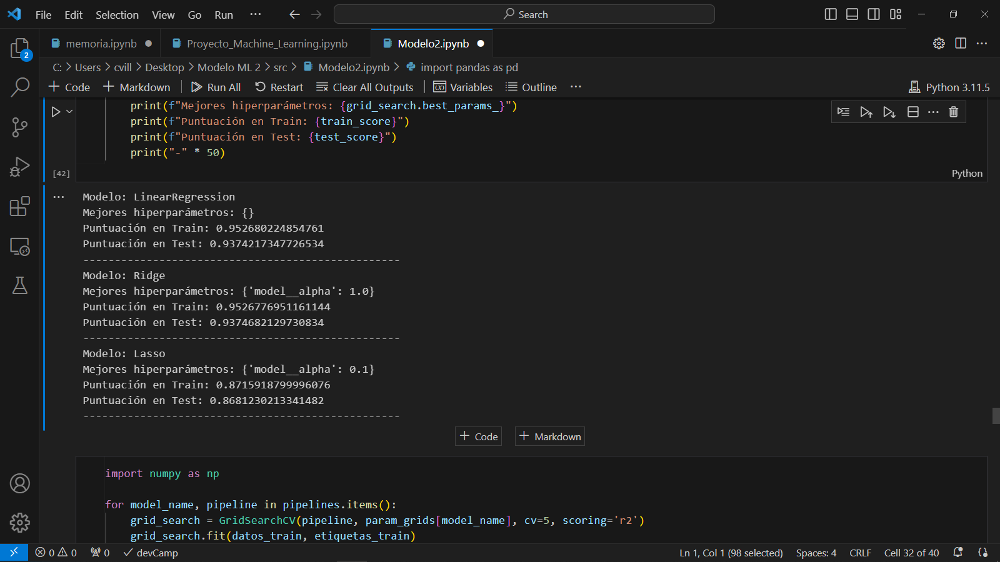 File Edit Selection View Go Run ··· Search
memoria.ipynb Proyecto_Machine_Learning.ipynb Modelo2.ipynb
C: > Users > cvill > Desktop > Modelo ML 2 > src > Modelo2.ipynb > import pandas as pd
+ Code + Markdown | Run All Restart Clear All Outputs | Variables Outline ··· Python 3.11.5
2
print(f"Mejores hiperparámetros: {grid_search.best_params_}")
print(f"Puntuación en Train: {train_score}")
print(f"Puntuación en Test: {test_score}")
print("-" * 50)
[42] Python
Modelo: LinearRegression
Mejores hiperparámetros: {}
Puntuación en Train: 0.952680224854761
Puntuación en Test: 0.9374217347726534
--------------------------------------------------
Modelo: Ridge
Mejores hiperparámetros: {'model__alpha': 1.0}
Puntuación en Train: 0.9526776951161144
Puntuación en Test: 0.9374682129730834
--------------------------------------------------
Modelo: Lasso
Mejores hiperparámetros: {'model__alpha': 0.1}
Puntuación en Train: 0.8715918799996076
Puntuación en Test: 0.8681230213341482
--------------------------------------------------
+ Code + Markdown
import numpy as np
for model_name, pipeline in pipelines.items():
grid_search = GridSearchCV(pipeline, param_grids[model_name], cv=5, scoring='r2')
grid_search.fit(datos_train, etiquetas_train)
0 0 0 devCamp Ln 1, Col 1 (98 selected) Spaces: 4 CRLF Cell 32 of 40